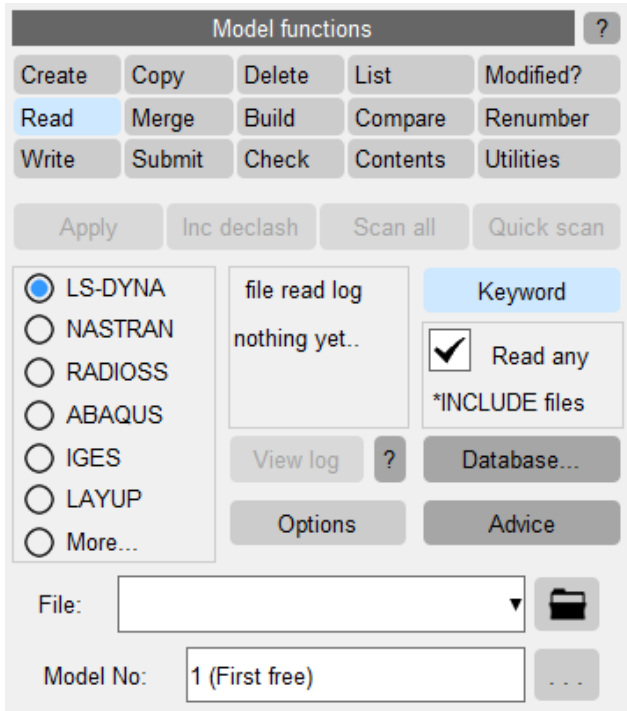 Model functions ?
Create Copy Delete List Modified?
Read Merge Build Compare Renumber
Write Submit Check Contents Utilities
Apply Inc declash Scan all Quick scan
LS-DYNA
NASTRAN
RADIOSS
ABAQUS
IGES
LAYUP
More...
file read log
nothing yet..
View log ?
Options
Keyword
Read any
*INCLUDE files
Database...
Advice
File:
Model No: 1 (First free) . . .